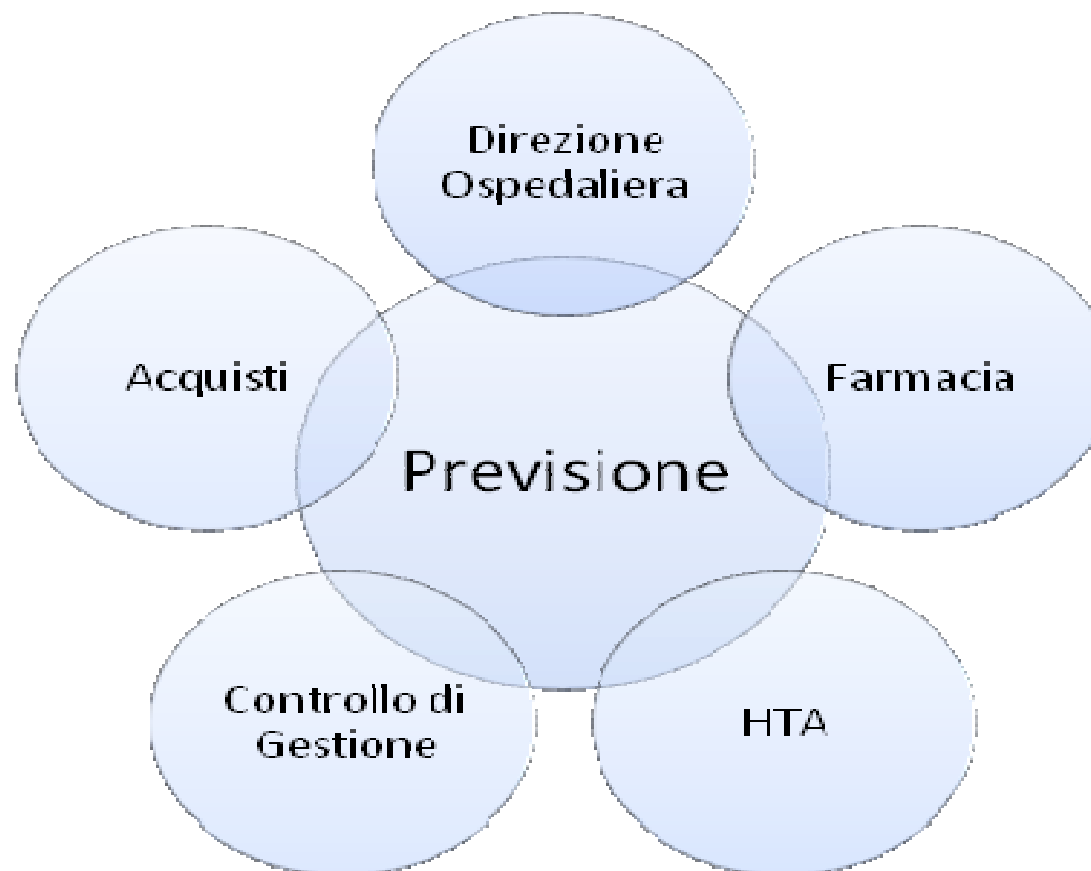 Direzione
Ospedaliera
Acquisti
Farmacia
Previsione
Controllo di
Gestione
HTA